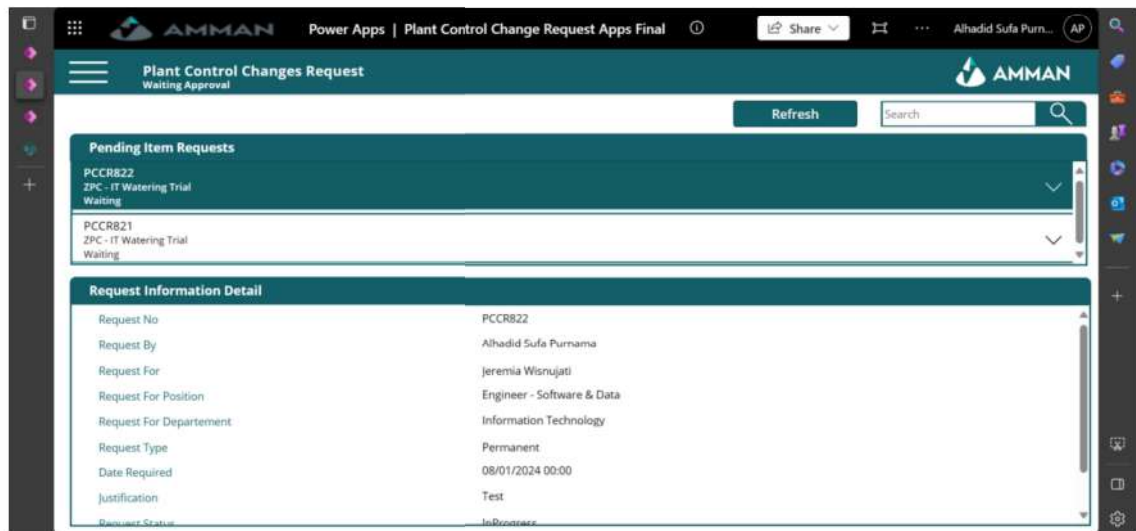 AMMAN Power Apps | Plant Control Change Request Apps Final Share ... Alhadid Sufa Purn... AP
Plant Control Changes Request
Waiting Approval
AMMAN
Refresh Search
Pending Item Requests
PCCR822
ZPC - IT Watering Trial
Waiting
PCCR821
ZPC - IT Watering Trial
Waiting
Request Information Detail
Request No PCCR822
Request By Alhadid Sufa Purnama
Request For Jeremia Wisnujati
Request For Position Engineer - Software & Data
Request For Departement Information Technology
Request Type Permanent
Date Required 08/01/2024 00:00
Justification Test
Request Status InProgress